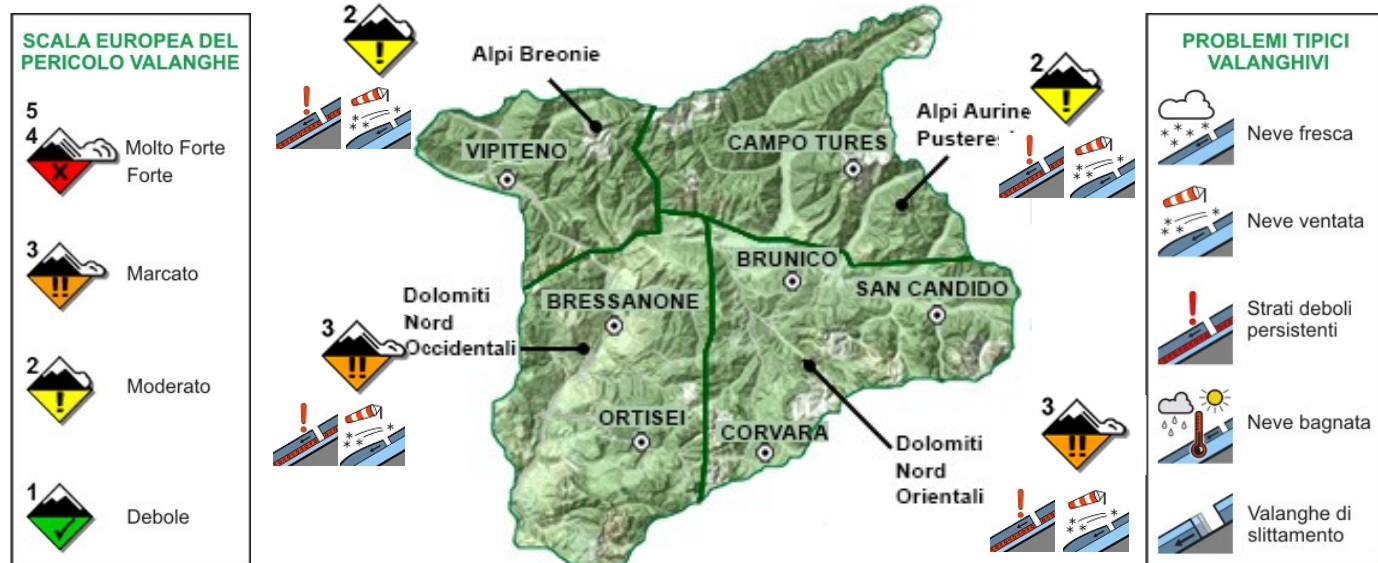 SCALA EUROPEA DEL
PERICOLO VALANGHE
5
4
Molto Forte
Forte
3
Marcato
2
Moderato
1
Debole
2
Alpi Breonie
VIPITENO
2
CAMPO TURES
Alpi Aurine
Pusteres
BRUNICO
SAN CANDIDO
Dolomiti
Nord
Occidentali
BRESSANONE
3
ORTISEI
CORVARA
Dolomiti
Nord
Orientali
3
PROBLEMI TIPICI
VALANGHIVI
Neve fresca
Neve ventata
Strati deboli
persistenti
Neve bagnata
Valanghe di
slittamento